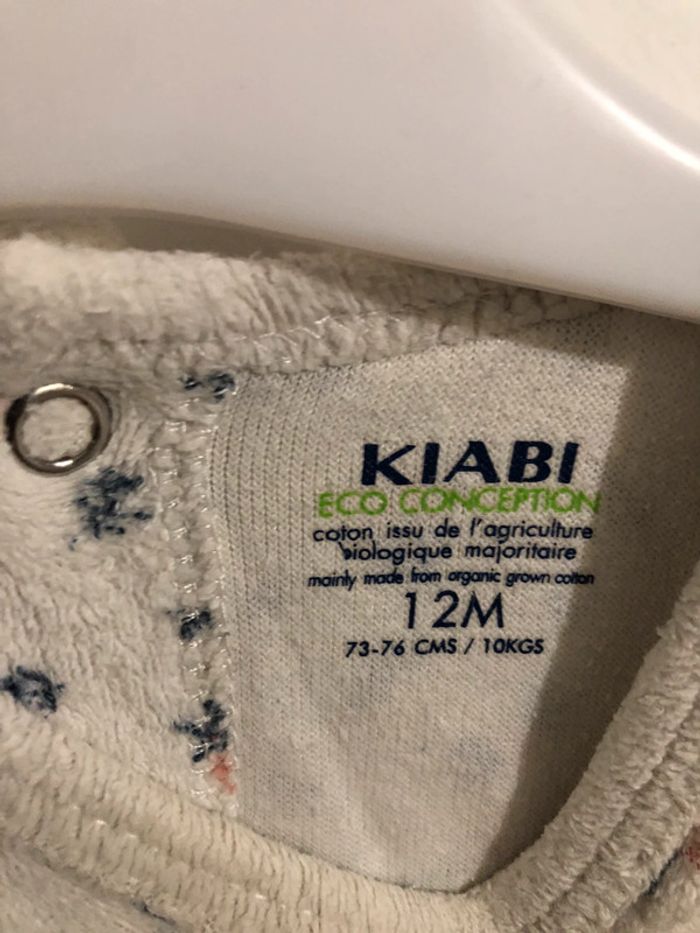 KIABI
ECO CONCEPTION
coton issu de l'agriculture
biologique majoritaire
mainly made from organic grown cotton
12M
73-76 CMS / 10KGS